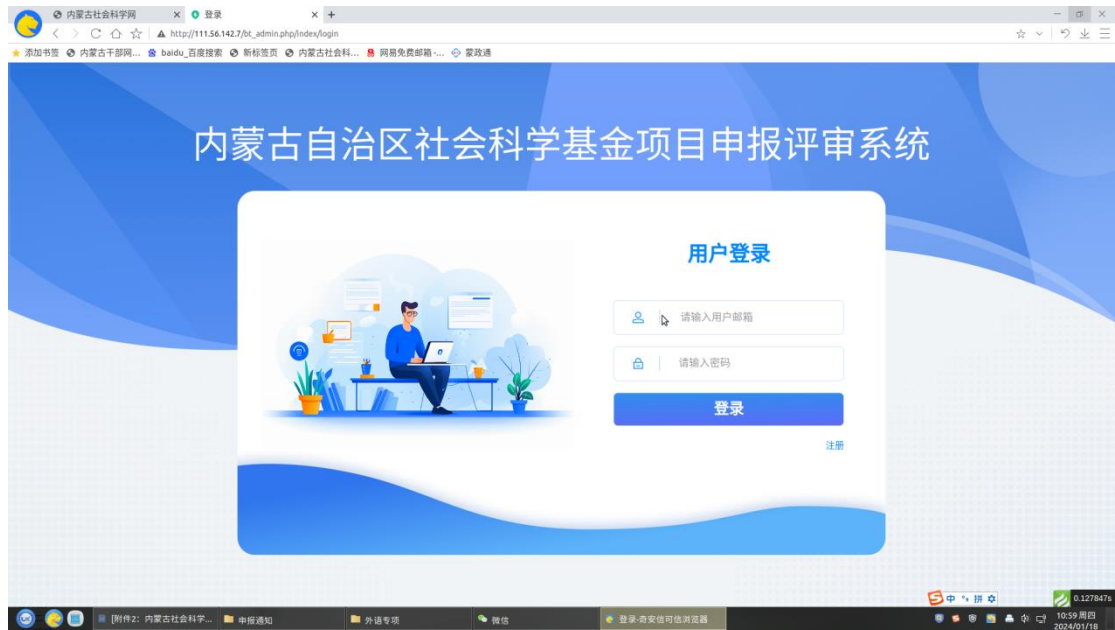 内蒙古社会科学网
登录
http://111.56.142.7/bt_admin.php/index/login
添加书签 内蒙古干部网... baidu_百度搜索 新标签页 内蒙古社会科... 网易免费邮箱-... 蒙政通
内蒙古自治区社会科学基金项目申报评审系统
用户登录
请输入用户邮箱
请输入密码
登录
注册
中 拼
0.127847s
[附件2：内蒙古社会科学... 申报通知 外语专项 微信 登录-奇安信可信浏览器
10:59 周四
2024/01/18